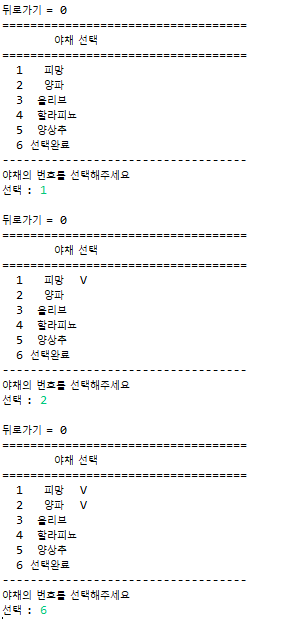 뒤로가기 = 0
===================================
야채 선택
===================================
1 피망
2 양파
3 올리브
4 할라피뇨
5 양상추
6 선택완료
-----------------------------------
야채의 번호를 선택해주세요
선택 : 1
뒤로가기 = 0
===================================
야채 선택
===================================
1 피망 V
2 양파
3 올리브
4 할라피뇨
5 양상추
6 선택완료
-----------------------------------
야채의 번호를 선택해주세요
선택 : 2
뒤로가기 = 0
===================================
야채 선택
===================================
1 피망 V
2 양파 V
3 올리브
4 할라피뇨
5 양상추
6 선택완료
-----------------------------------
야채의 번호를 선택해주세요
선택 : 6